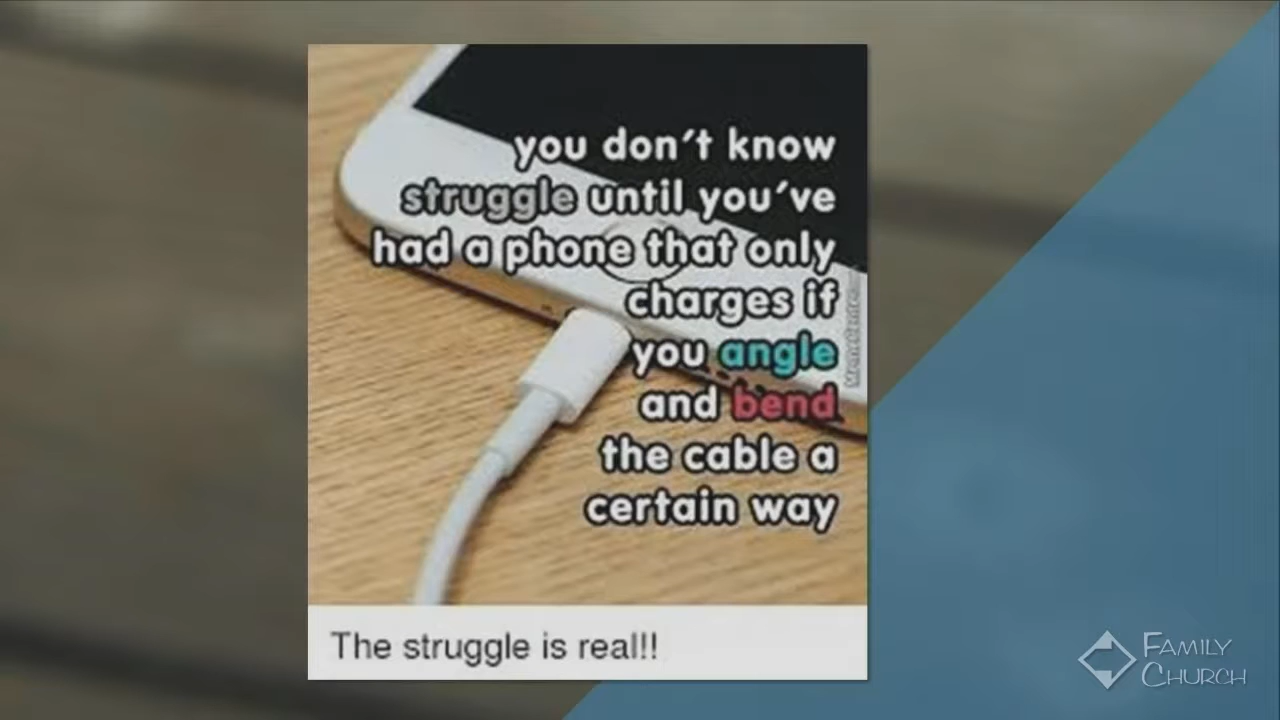 you don't know
struggle until you've
had a phone that only
charges if
you angle
and bend
the cable a
certain way
The struggle is real!!
FAMILY
CHURCH